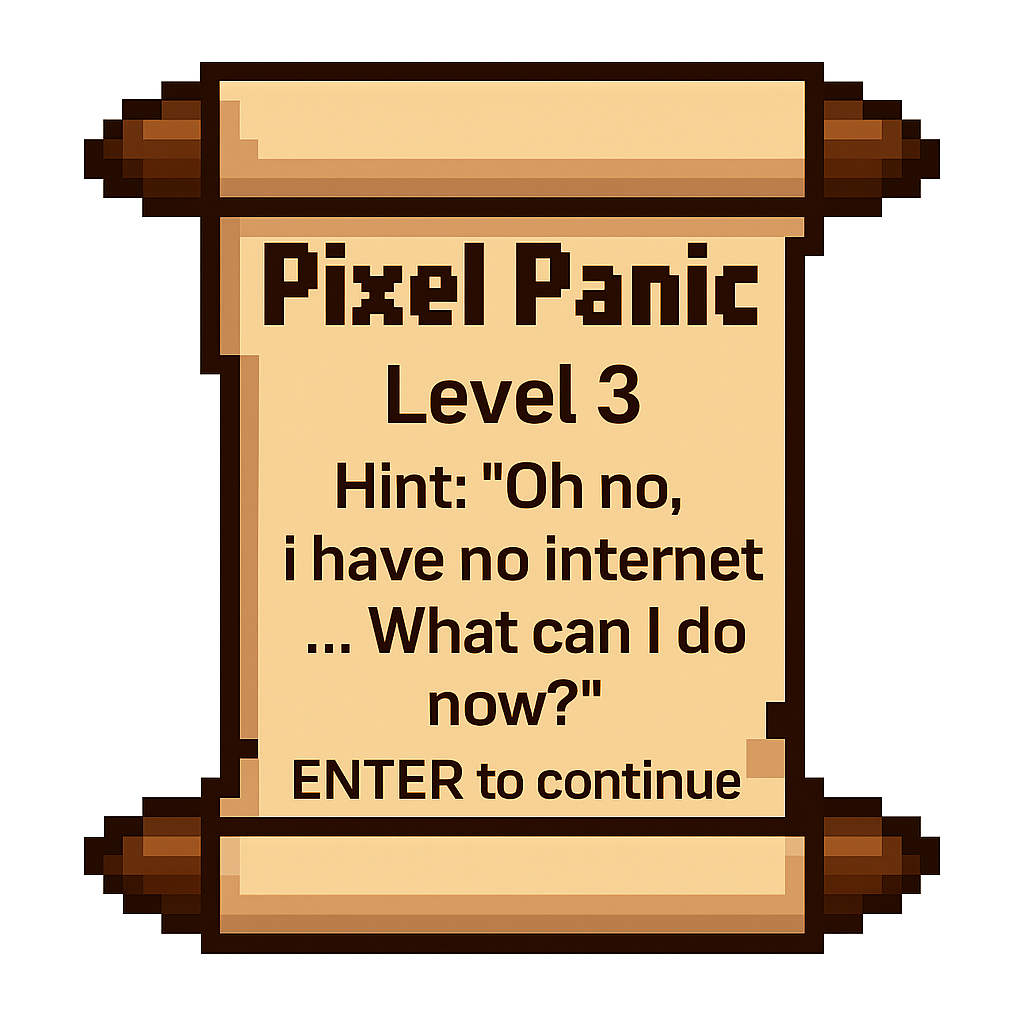 Pixel Panic
Level 3
Hint: "Oh no,
i have no internet
... What can I do
now?"
ENTER to continue